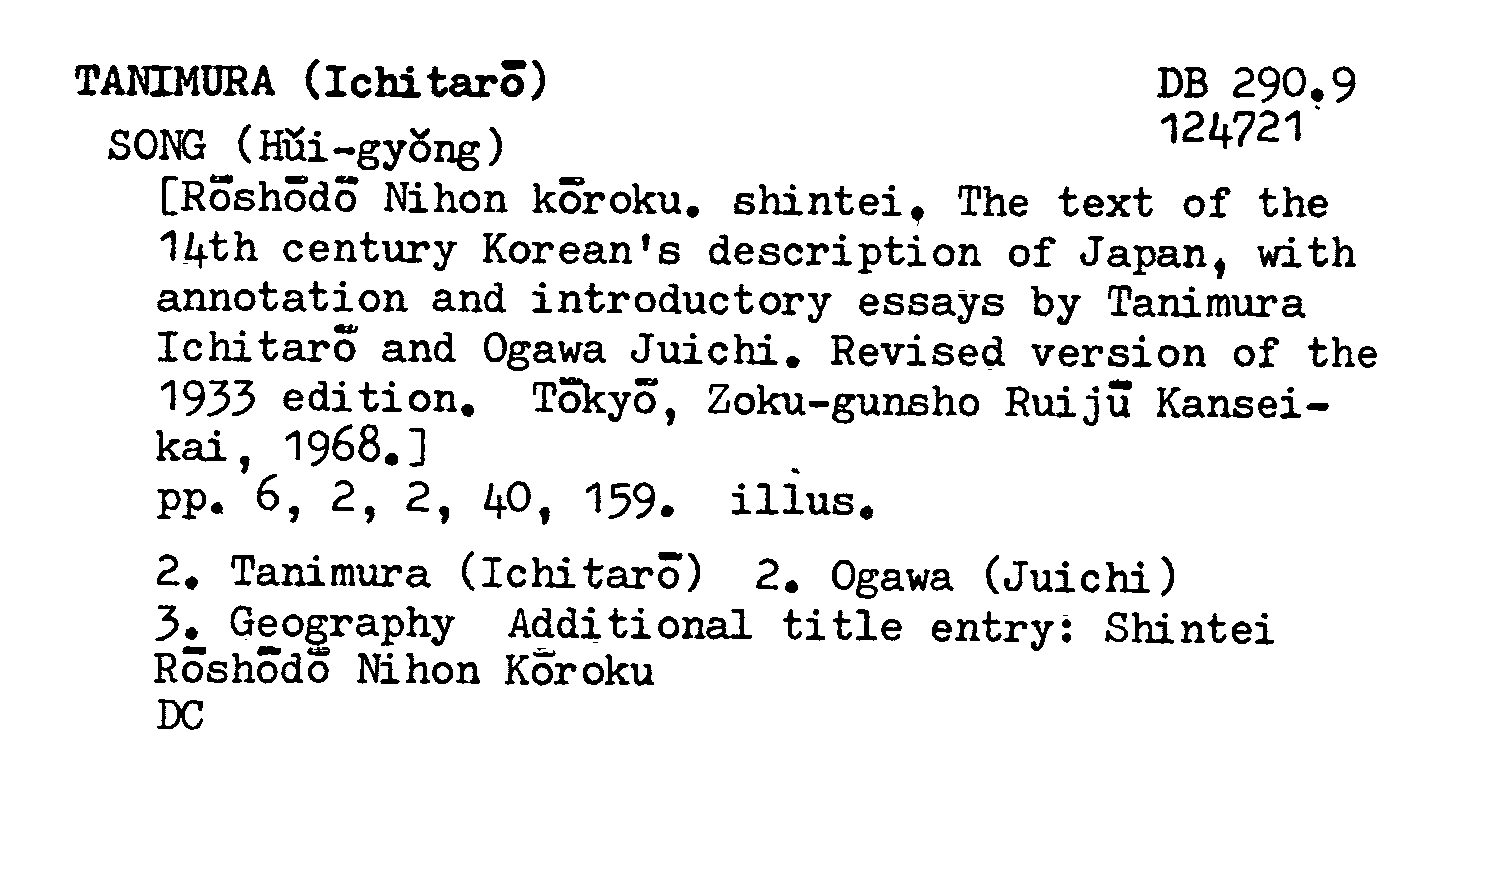 TANIMURA (Ichitarō)
DB 290.9
124721
SONG (Hŭi-gyŏng)
[Rōshōdō Nihon kōroku. shintei. The text of the
14th century Korean's description of Japan, with
annotation and introductory essays by Tanimura
Ichitarō and Ogawa Juichi. Revised version of the
1933 edition. Tōkyō, Zoku-gunsho Ruijū Kansei-
kai, 1968.]
pp. 6, 2, 2, 40, 159. illus.
2. Tanimura (Ichitarō) 2. Ogawa (Juichi)
3. Geography Additional title entry: Shintei
Rōshōdō Nihon Kōroku
DC